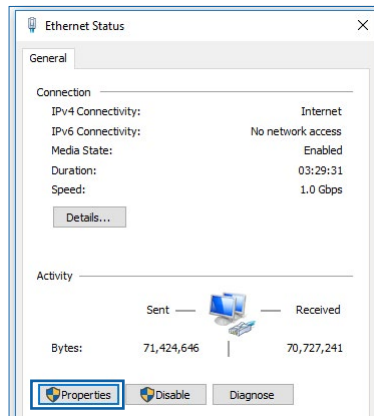 Ethernet Status
General
Connection
IPv4 Connectivity: Internet
IPv6 Connectivity: No network access
Media State: Enabled
Duration: 03:29:31
Speed: 1.0 Gbps
Details...
Activity
Sent — — Received
Bytes: 71,424,646 | 70,727,241
Properties Disable Diagnose